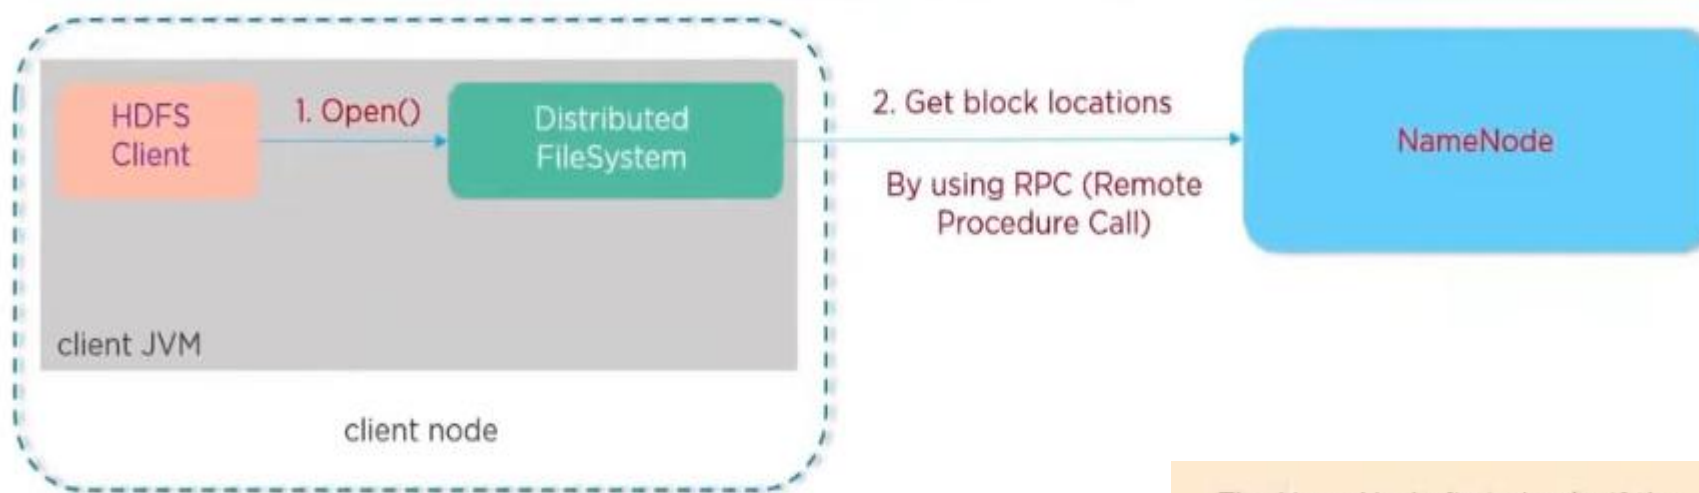 HDFS
Client
1. Open()
Distributed
FileSystem
2. Get block locations
By using RPC (Remote
Procedure Call)
NameNode
client JVM
client node